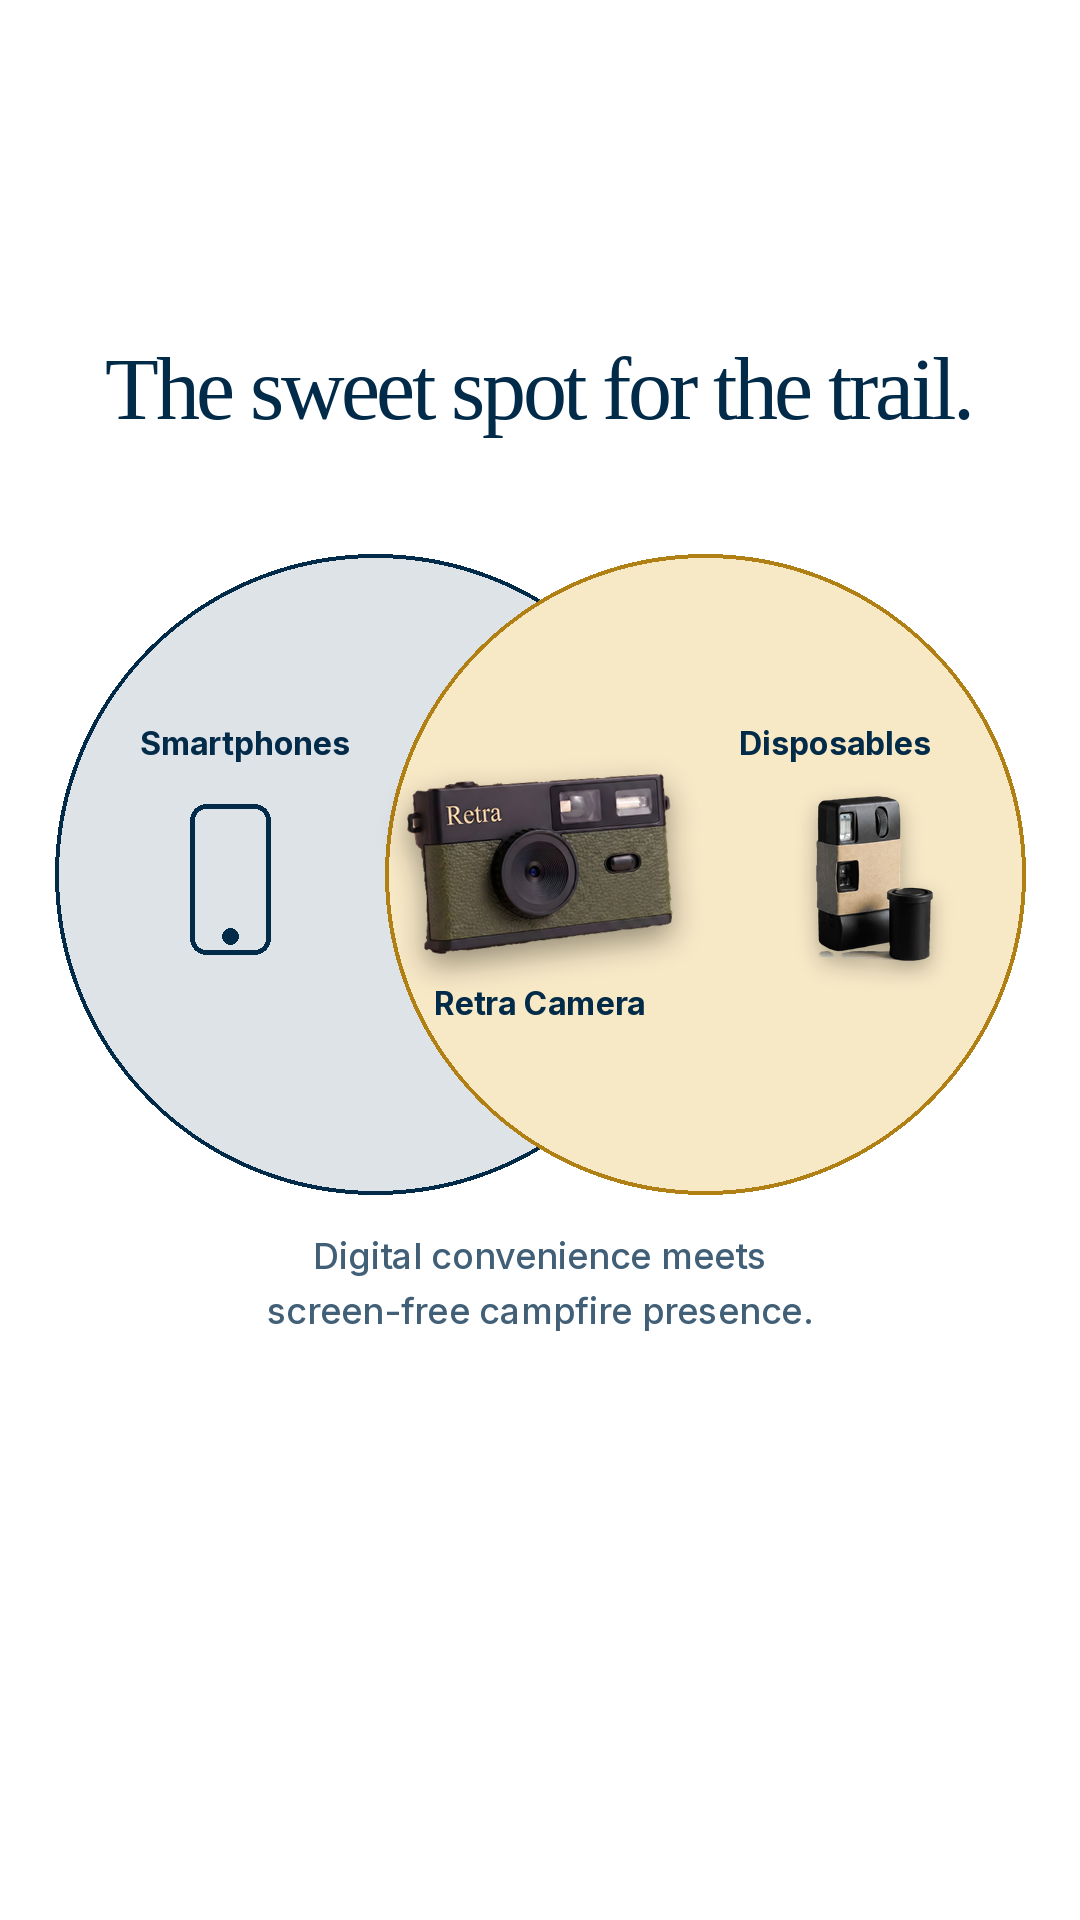 The sweet spot for the trail.
Smartphones
Disposables
Retra
Retra Camera
Digital convenience meets
screen-free campfire presence.